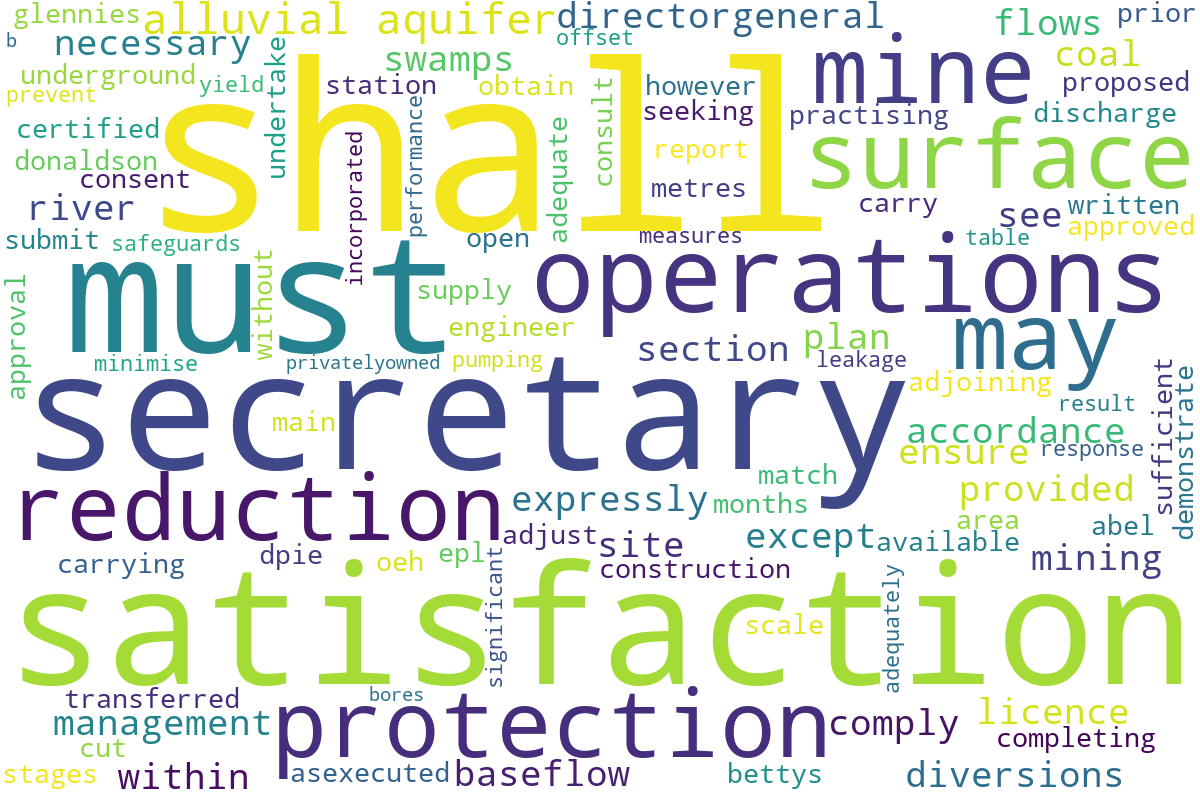 glennies alluvial aquifer directorgeneral flows prior
b necessary offset coal
swamps mine
underground station obtain however proposed
prevent yield seeking practising discharge
certified undertake shall consult surface
donaldson performance adequate report
consent incorporated metres carry see written
river approved
submit safeguards open measures table
must operations
approval without supply may
engineer plan
minimise privatelyowned pumping section leakage
secretary adjoining
main result sufficient demonstrate
accordance
ensure response
reduction match provided
expressly months
adjust except available area abel
carrying dpie oeh epl site mining
construction
satisfaction significant scale adequately
transferred bores
management protection comply licence
cut completing
stages within asexecuted baseflow bettys diversions